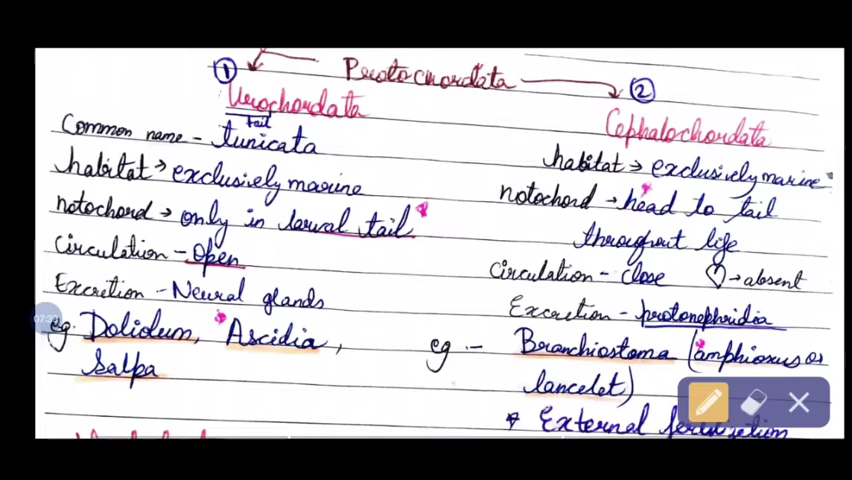 Protochordata
① Urochordata
tail
Common name - tunicata
habitat → exclusively marine
notochord → only in larval tail
Circulation - Open
Excretion - Neural glands
eg. Doliolum, Ascidia,
Salpa
② Cephalochordata
habitat → exclusively marine
notochord → head to tail
throughout life
Circulation - close → absent
Excretion - protonephridia
eg :- Branchiostoma (amphioxus or
lancelet)
External fertilization